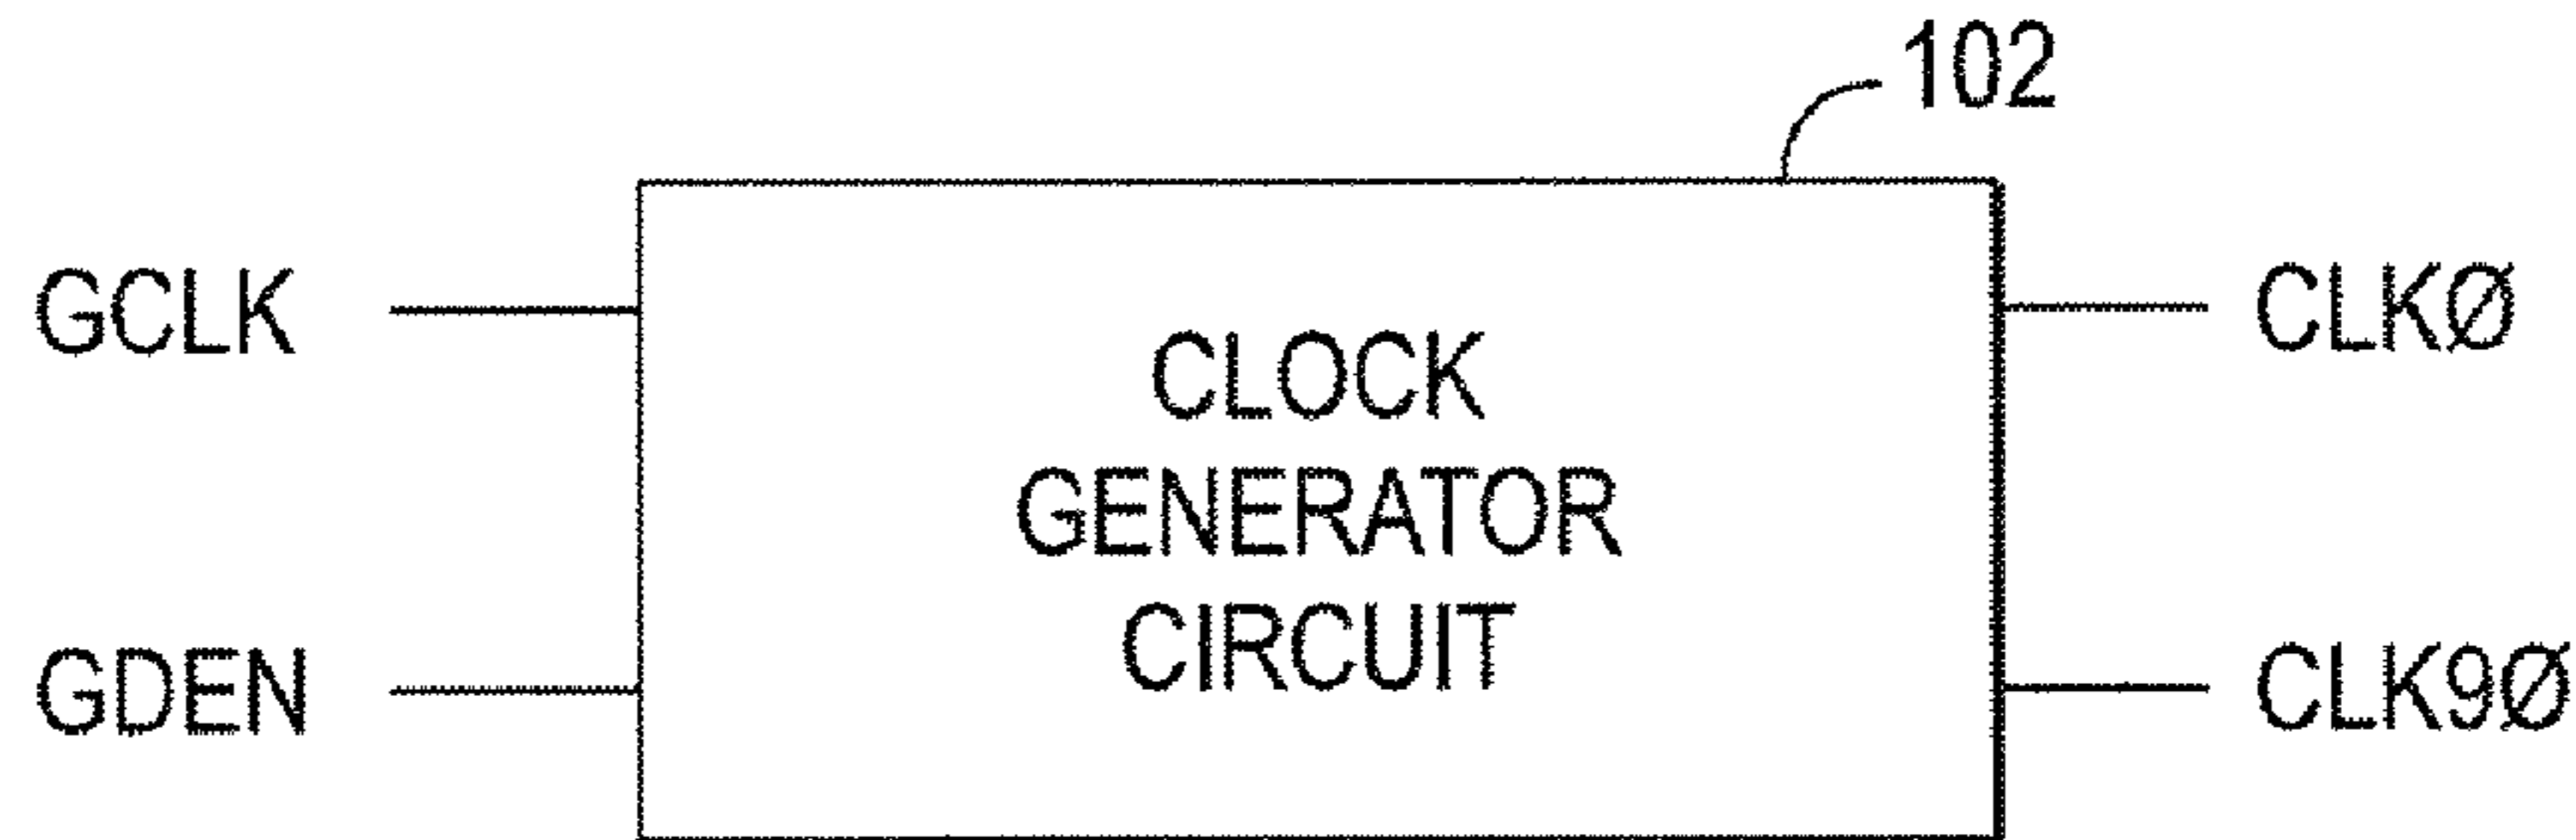 102
GCLK
CLKØ
CLOCK
GENERATOR
CIRCUIT
GDEN
CLK9Ø